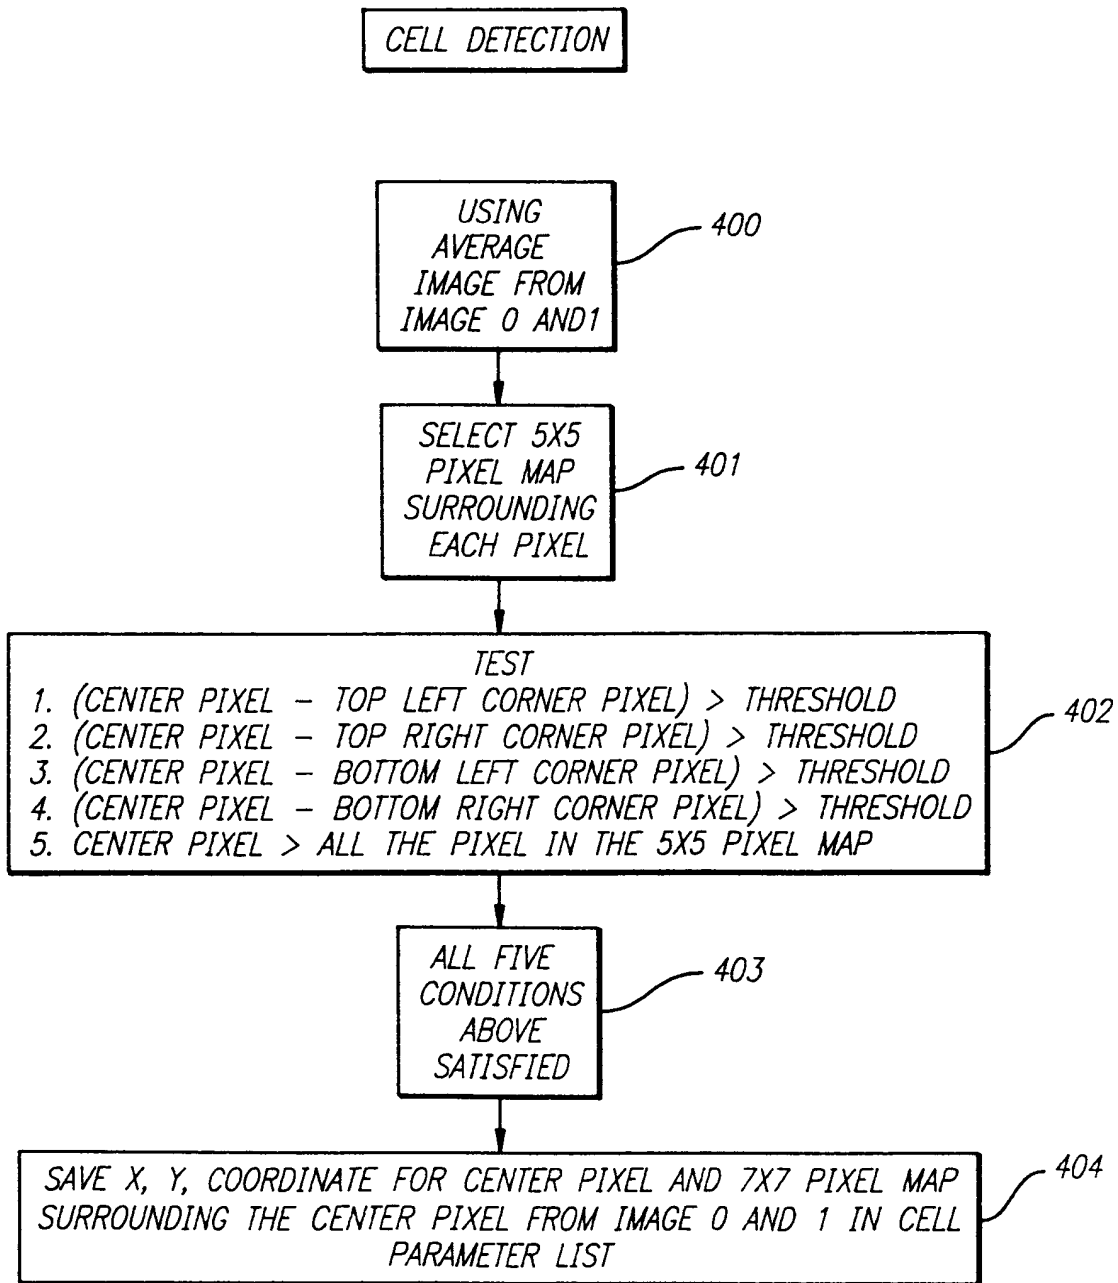 CELL DETECTION
USING
AVERAGE
IMAGE FROM
IMAGE 0 AND1
400
SELECT 5X5
PIXEL MAP
SURROUNDING
EACH PIXEL
401
TEST
1. (CENTER PIXEL – TOP LEFT CORNER PIXEL) > THRESHOLD
2. (CENTER PIXEL – TOP RIGHT CORNER PIXEL) > THRESHOLD
3. (CENTER PIXEL – BOTTOM LEFT CORNER PIXEL) > THRESHOLD
4. (CENTER PIXEL – BOTTOM RIGHT CORNER PIXEL) > THRESHOLD
5. CENTER PIXEL > ALL THE PIXEL IN THE 5X5 PIXEL MAP
402
ALL FIVE
CONDITIONS
ABOVE
SATISFIED
403
SAVE X, Y, COORDINATE FOR CENTER PIXEL AND 7X7 PIXEL MAP
SURROUNDING THE CENTER PIXEL FROM IMAGE 0 AND 1 IN CELL
PARAMETER LIST
404